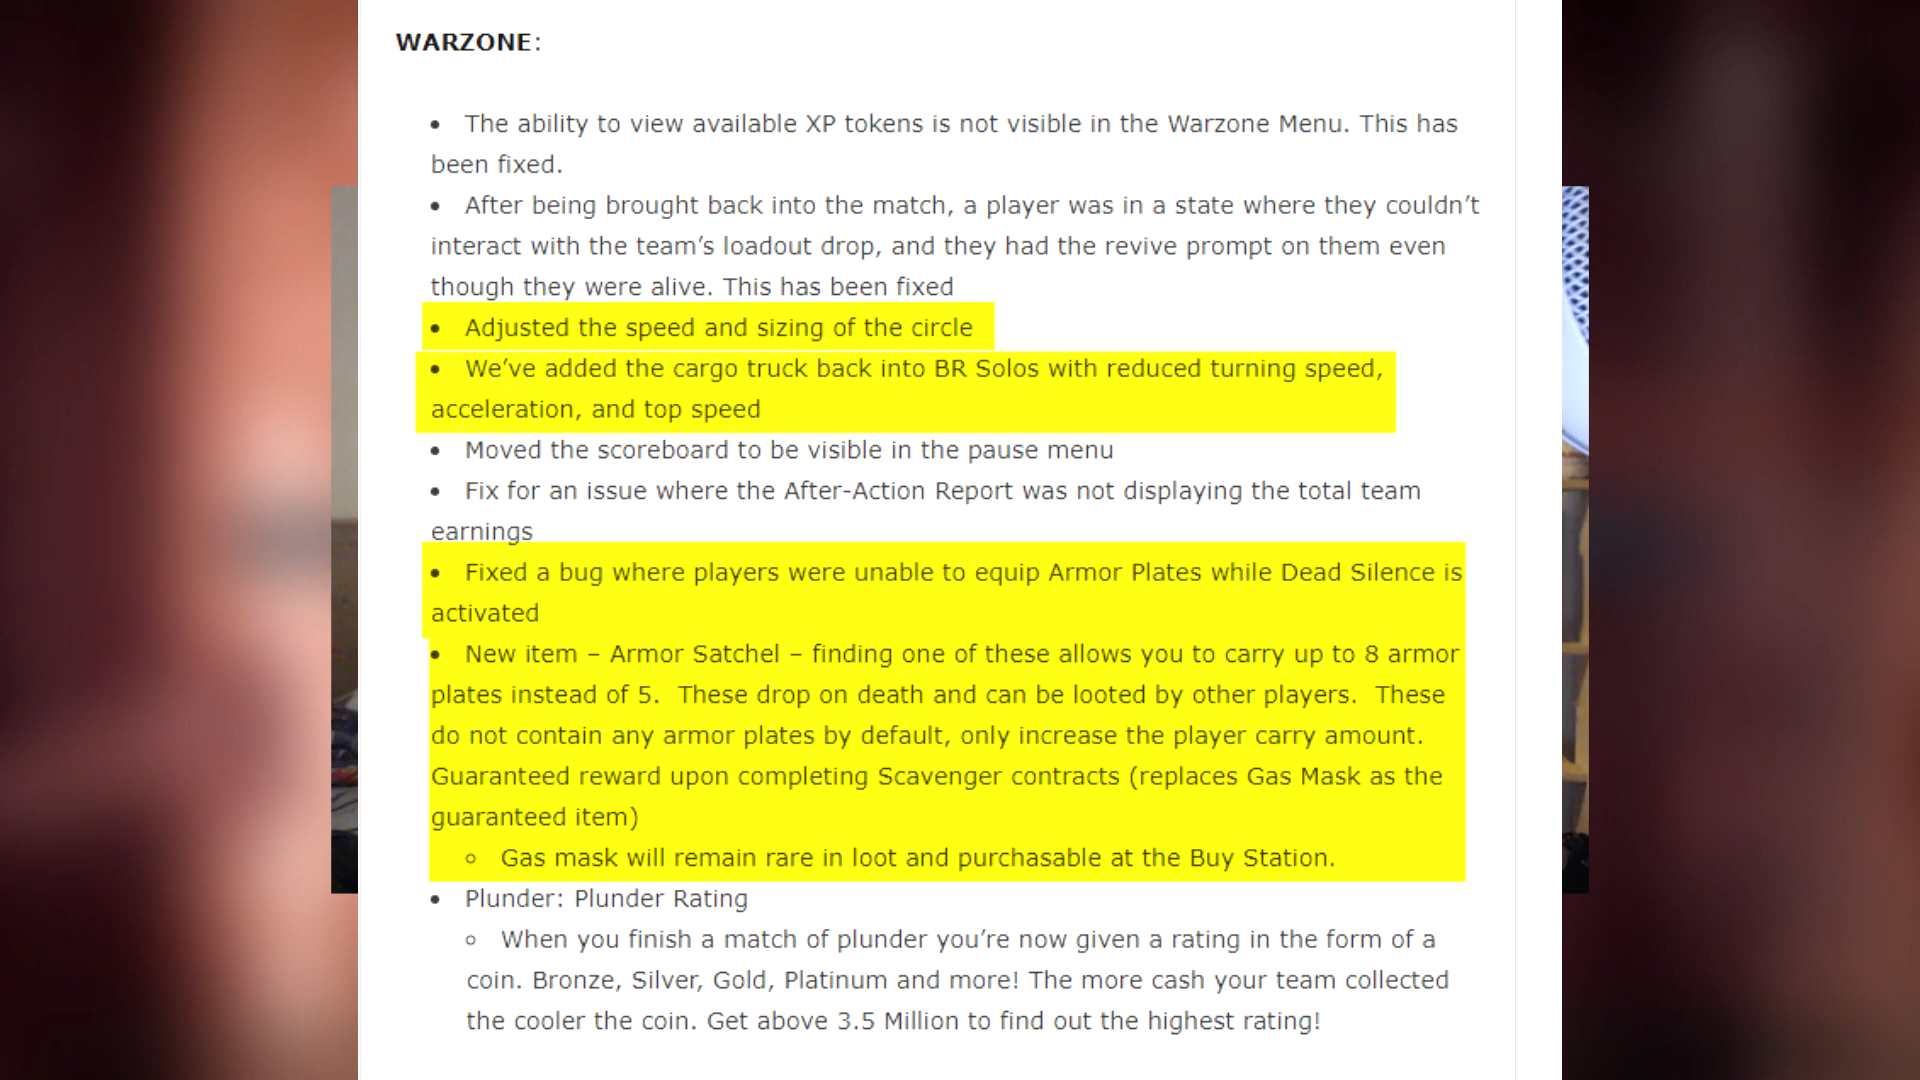 WARZONE:
• The ability to view available XP tokens is not visible in the Warzone Menu. This has
been fixed.
• After being brought back into the match, a player was in a state where they couldn’t
interact with the team’s loadout drop, and they had the revive prompt on them even
though they were alive. This has been fixed
• Adjusted the speed and sizing of the circle
• We’ve added the cargo truck back into BR Solos with reduced turning speed,
acceleration, and top speed
• Moved the scoreboard to be visible in the pause menu
• Fix for an issue where the After-Action Report was not displaying the total team
earnings
• Fixed a bug where players were unable to equip Armor Plates while Dead Silence is
activated
• New item – Armor Satchel – finding one of these allows you to carry up to 8 armor
plates instead of 5.  These drop on death and can be looted by other players.  These
do not contain any armor plates by default, only increase the player carry amount.
Guaranteed reward upon completing Scavenger contracts (replaces Gas Mask as the
guaranteed item)
◦ Gas mask will remain rare in loot and purchasable at the Buy Station.
• Plunder: Plunder Rating
◦ When you finish a match of plunder you’re now given a rating in the form of a
coin. Bronze, Silver, Gold, Platinum and more! The more cash your team collected
the cooler the coin. Get above 3.5 Million to find out the highest rating!